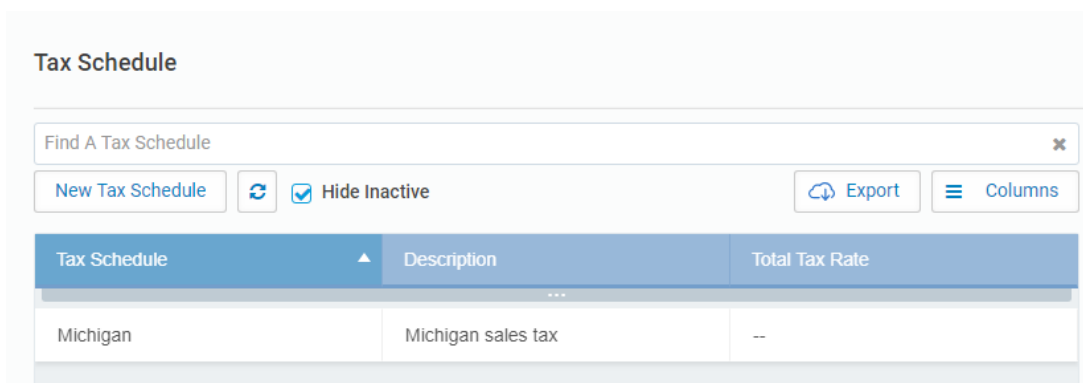 Tax Schedule
Find A Tax Schedule
New Tax Schedule Hide Inactive Export Columns
Tax Schedule Description Total Tax Rate
Michigan Michigan sales tax --